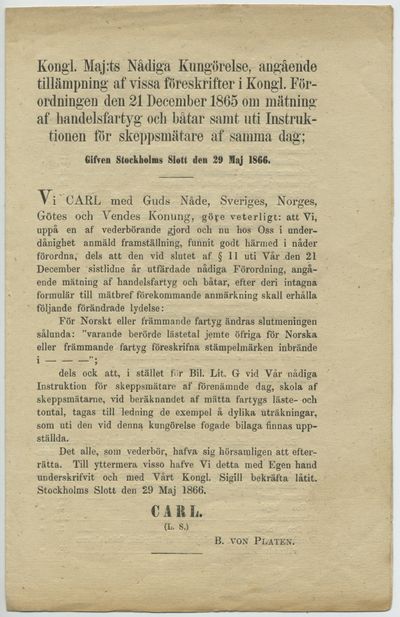 Kongl. Maj:ts Nådiga Kungörelse, angående
tillämpning af vissa föreskrifter i Kongl. För-
ordningen den 21 December 1865 om mätning
af handelsfartyg och båtar samt uti Instruk-
tionen för skeppsmätare af samma dag;
Gifven Stockholms Slott den 29 Maj 1866.
Vi CARL med Guds Nåde, Sveriges, Norges,
Götes och Vendes Konung, göre veterligt: att Vi,
uppå en af vederbörande gjord och nu hos Oss i under-
dånighet anmäld framställning, funnit godt härmed i nåder
förordna, dels att den vid slutet af § 11 uti Vår den 21
December sistlidne år utfärdade nådiga Förordning, angå-
ende mätning af handelsfartyg och båtar, efter deri intagna
formulär till mätbref förekommande anmärkning skall erhålla
följande förändrade lydelse:
För Norskt eller främmande fartyg ändras slutmeningen
sålunda: "varande berörde lästetal jemte öfriga för Norska
eller främmande fartyg föreskrifna stämpelmärken inbrände
i — — —";
dels ock att, i stället för Bil. Lit. G vid Vår nådiga
Instruktion för skeppsmätare af förenämnde dag, skola af
skeppsmätarne, vid beräknandet af mätta fartygs läste- och
tontal, tagas till ledning de exempel å dylika uträkningar,
som uti den vid denna kungörelse fogade bilaga finnas upp-
ställda.
Det alle, som vederbör, hafva sig hörsamligen att efter-
rätta. Till yttermera visso hafve Vi detta med Egen hand
underskrifvit och med Vårt Kongl. Sigill bekräfta låtit.
Stockholms Slott den 29 Maj 1866.
CARL.
(L. S.)
B. VON PLATEN.